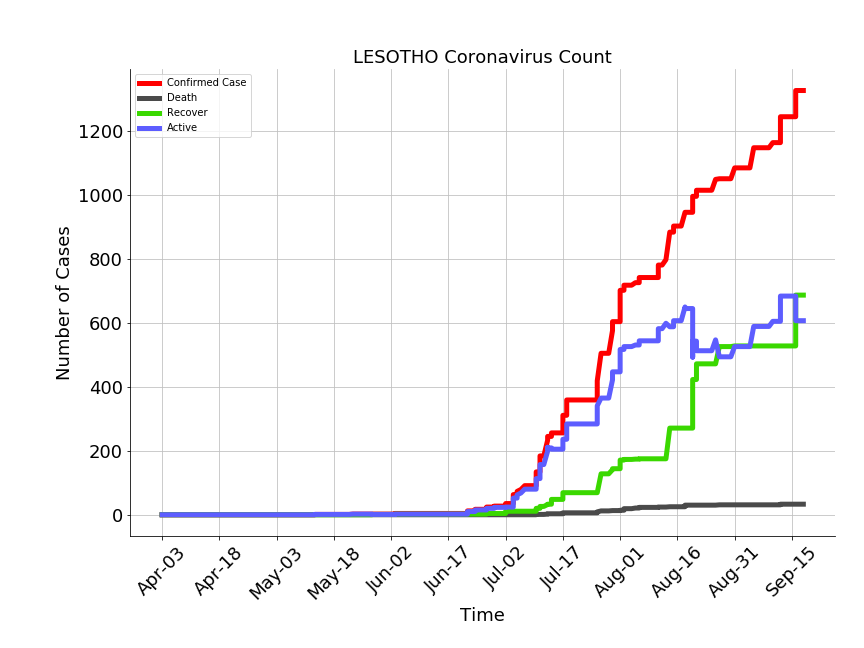 LESOTHO Coronavirus Count
Confirmed Case
Death
Recover
Active
Number of Cases
1200
1000
800
600
400
200
0
Apr-03
Apr-18
May-03
May-18
Jun-02
Jun-17
Jul-02
Jul-17
Aug-01
Aug-16
Aug-31
Sep-15
Time